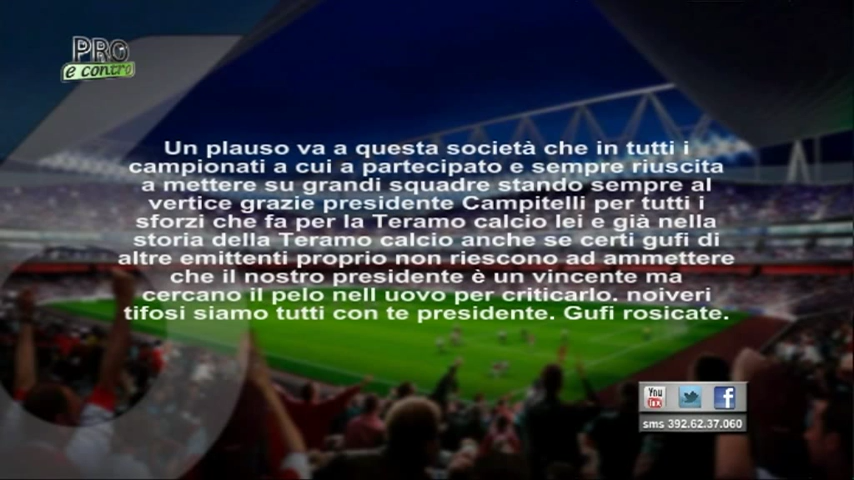 PRO
e contro
Un plauso va a questa società che in tutti i
campionati a cui a partecipato e sempre riuscita
a mettere su grandi squadre stando sempre al
vertice grazie presidente Campitelli per tutti i
sforzi che fa per la Teramo calcio lei e già nella
storia della Teramo calcio anche se certi gufi di
altre emittenti proprio non riescono ad ammettere
che il nostro presidente è un vincente ma
cercano il pelo nell uovo per criticarlo. noiveri
tifosi siamo tutti con te presidente. Gufi rosicate.
sms 392.62.37.060